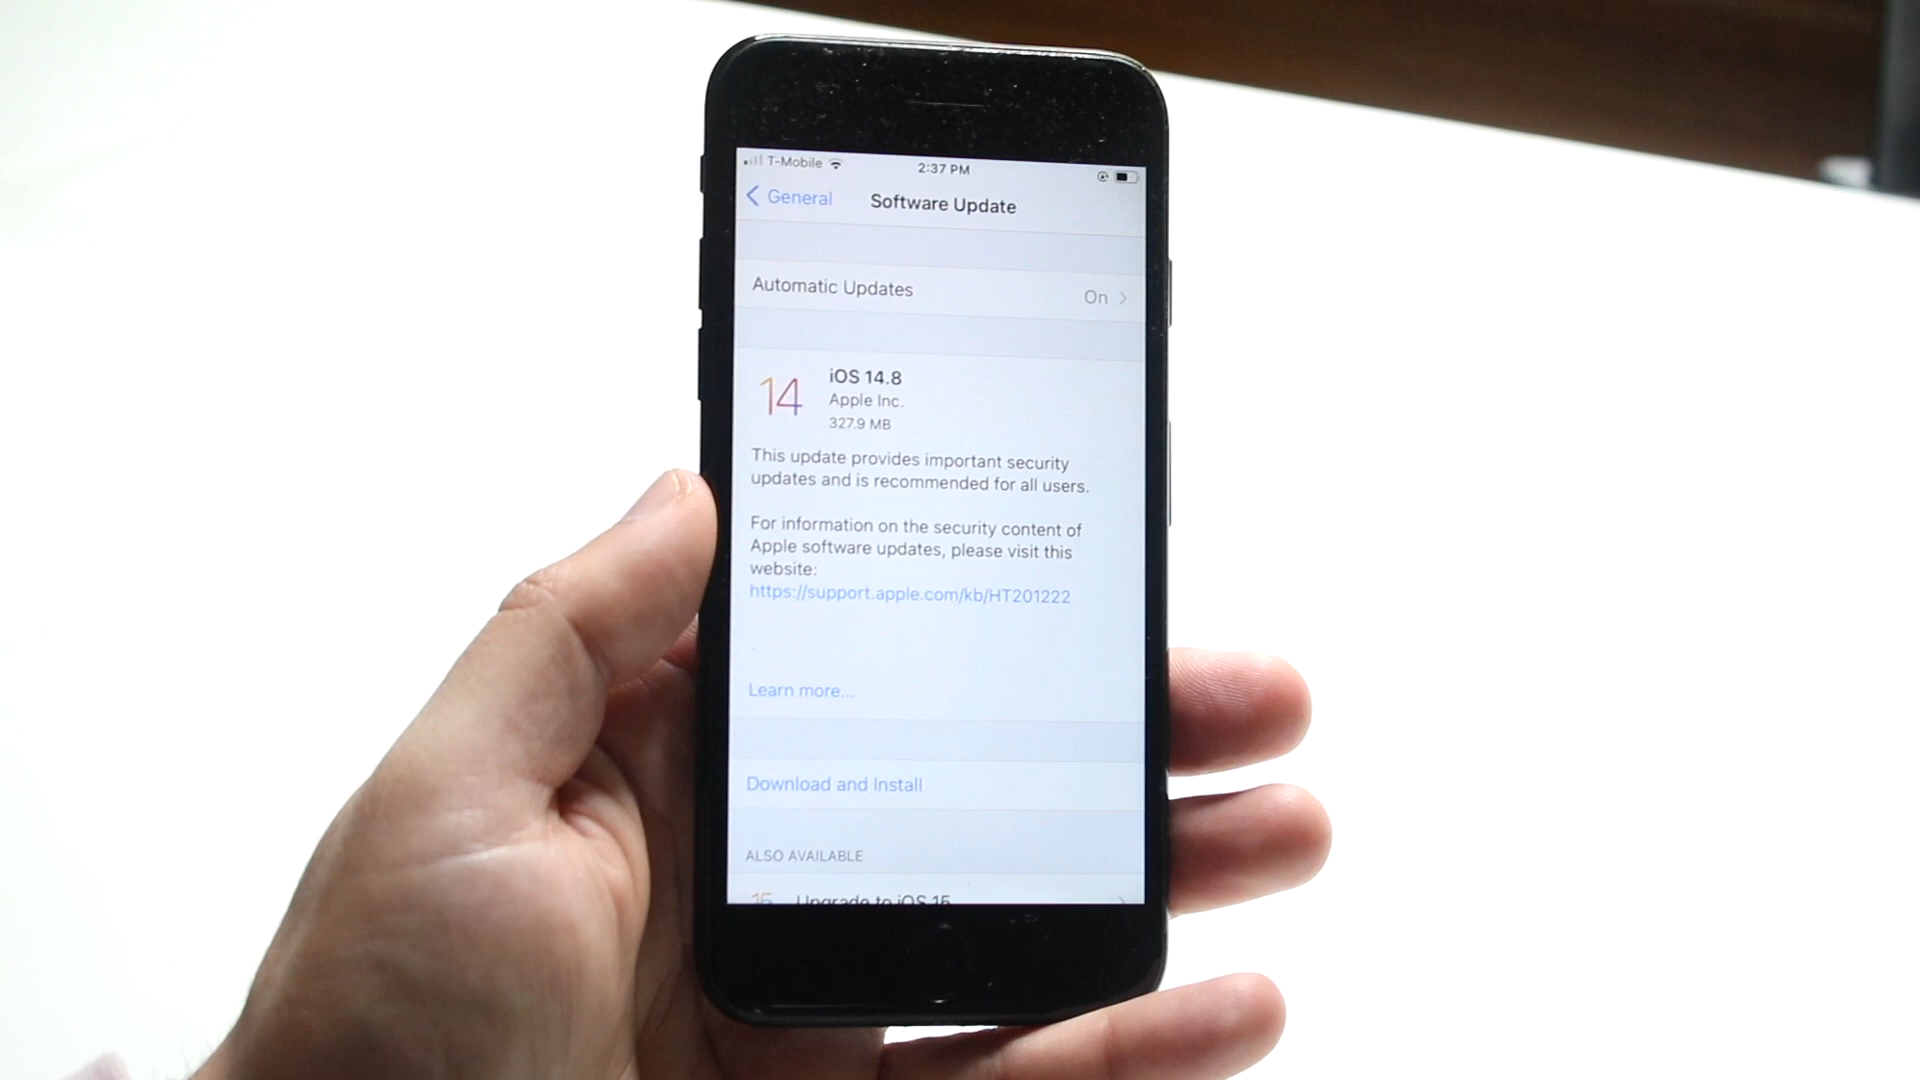 T-Mobile
2:37 PM
General
Software Update
Automatic Updates
On
14
iOS 14.8
Apple Inc.
327.9 MB
This update provides important security
updates and is recommended for all users.
For information on the security content of
Apple software updates, please visit this
website:
https://support.apple.com/kb/HT201222
Learn more...
Download and Install
ALSO AVAILABLE
15
Upgrade to iOS 15